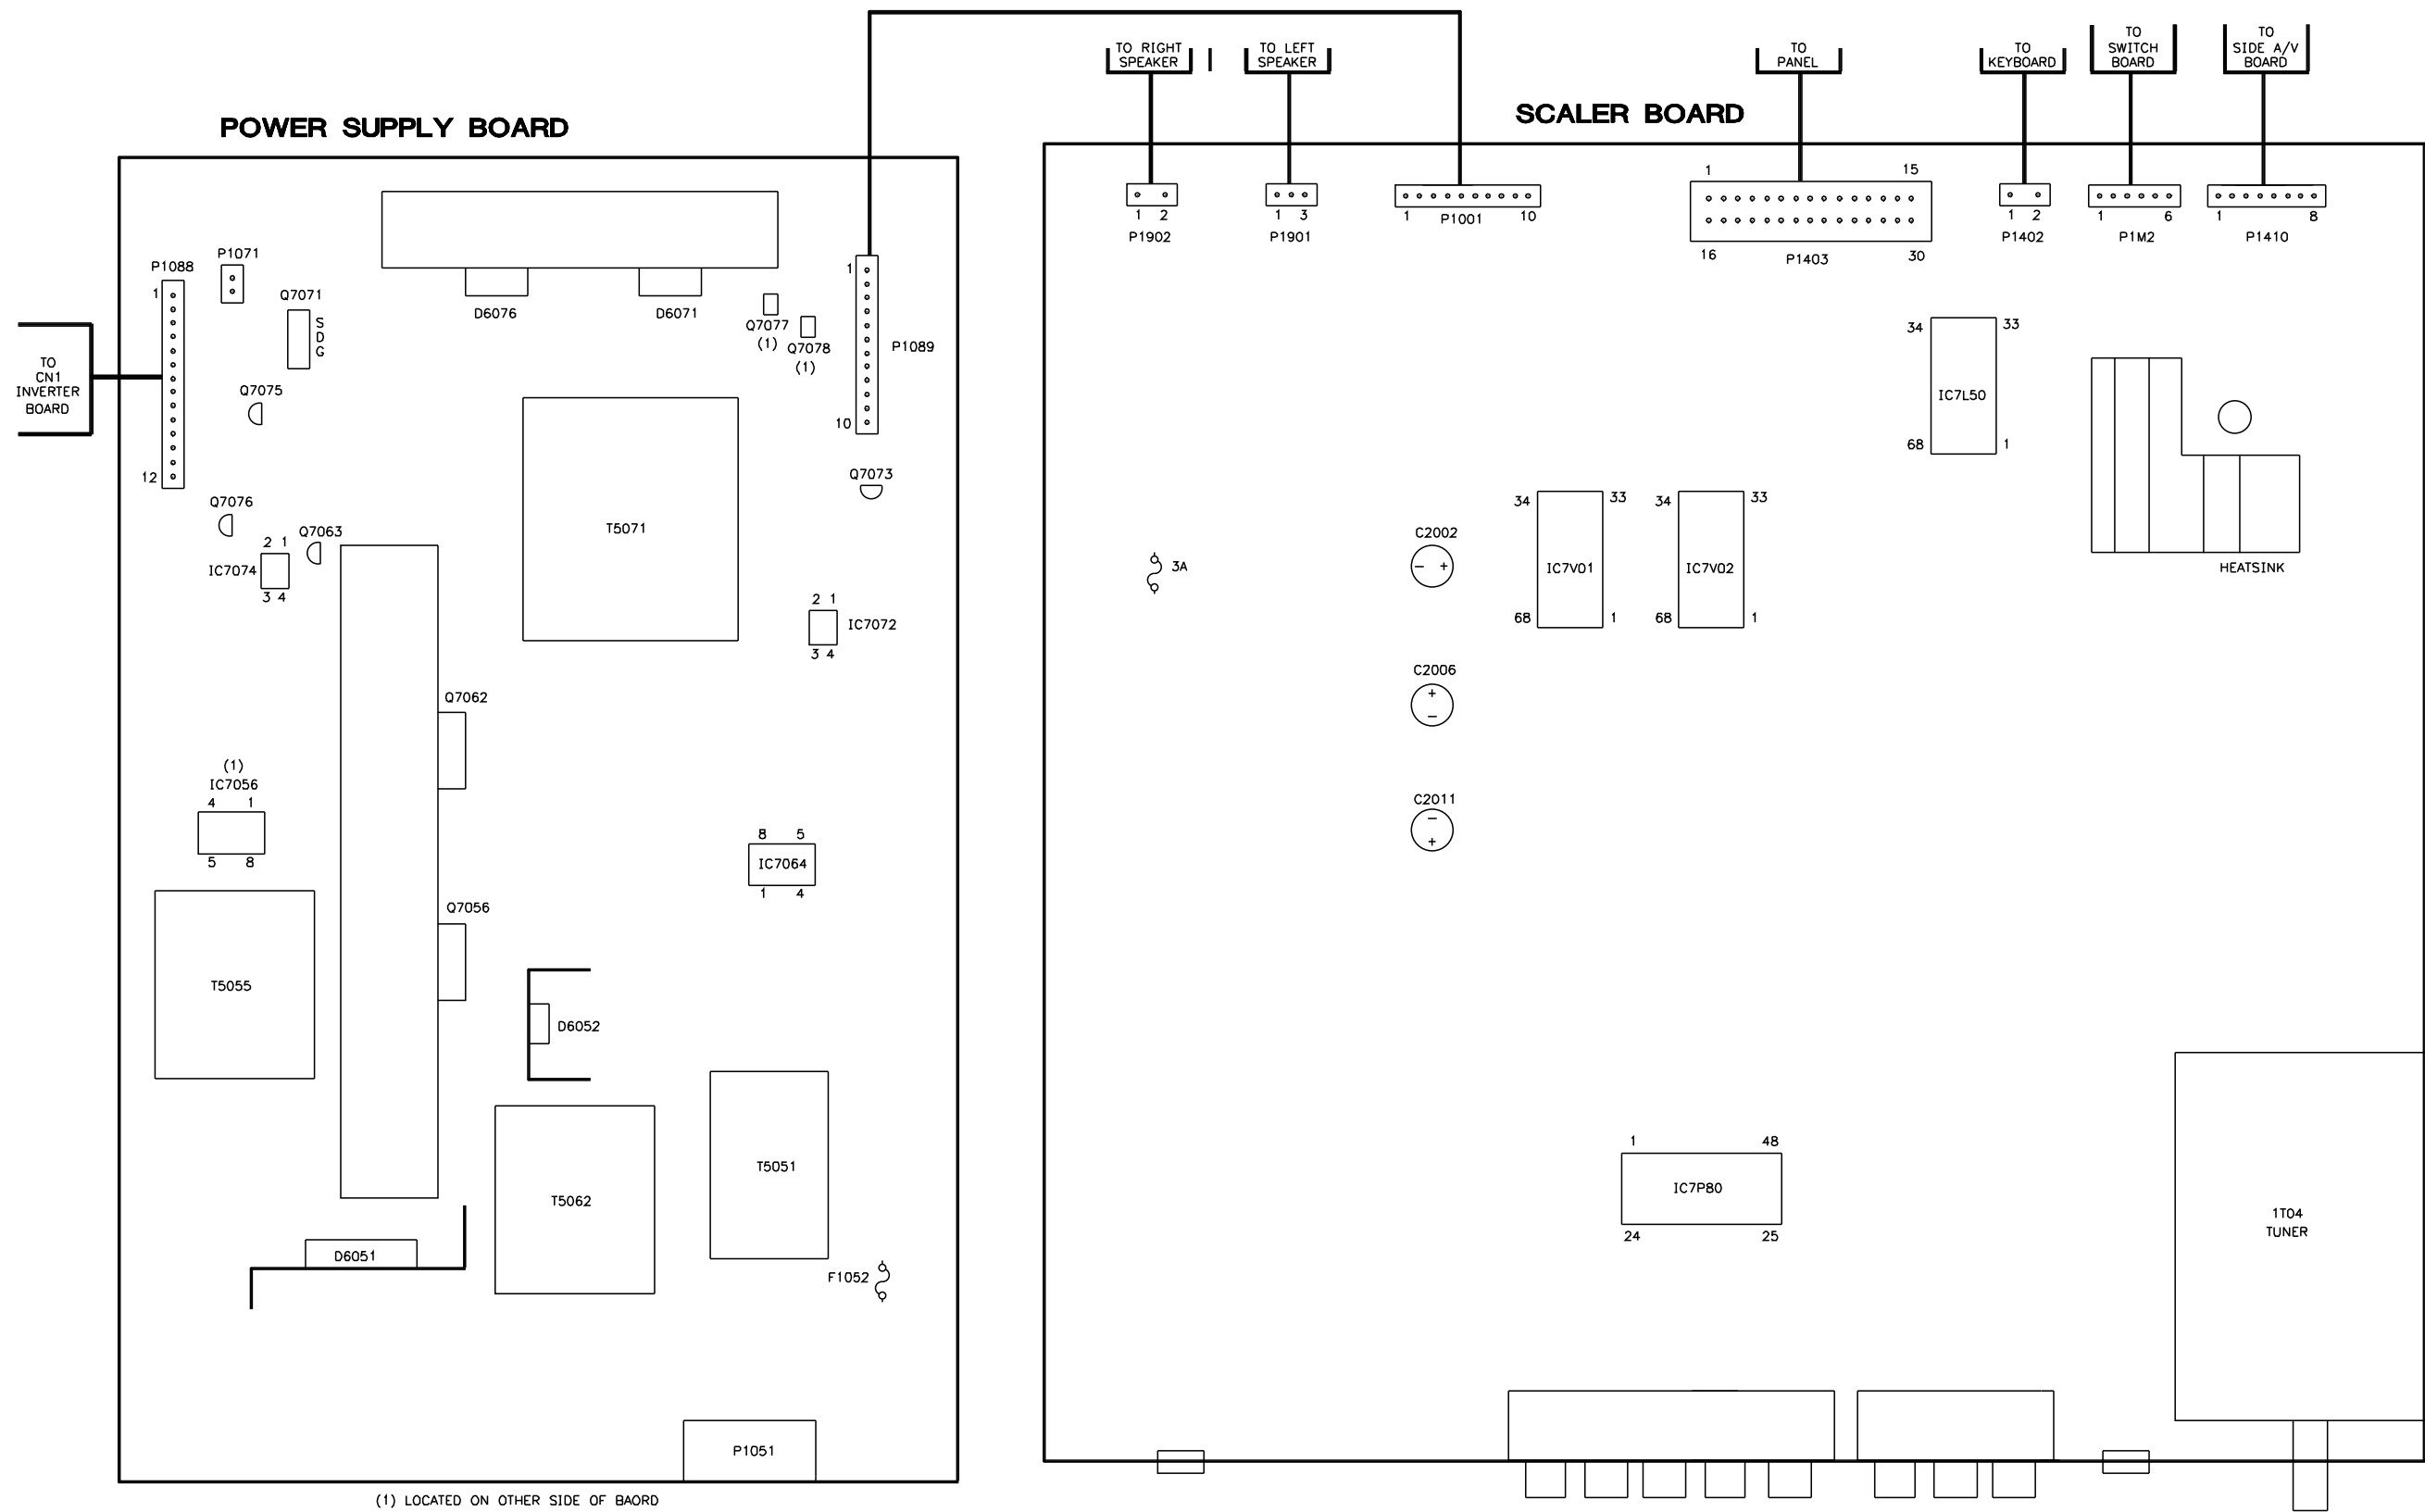 TO RIGHT
SPEAKER
TO LEFT
SPEAKER
TO
PANEL
TO
KEYBOARD
TO
SWITCH
BOARD
TO
SIDE A/V
BOARD
POWER SUPPLY BOARD
SCALER BOARD
1 2
P1902
1 3
P1901
1 P1001 10
1 15
16 P1403 30
1 2
P1402
1 6
P1M2
1 8
P1410
P1088
1
12
P1071
Q7071
S
D
G
D6076
D6071
Q7077
(1)
Q7078
(1)
1
P1089
10
TO
CN1
INVERTER
BOARD
Q7075
Q7073
Q7076
Q7063
2 1
IC7074
3 4
T5071
2 1
IC7072
3 4
Q7062
(1)
IC7056
4 1
5 8
8 5
IC7064
1 4
Q7056
T5055
D6052
T5051
T5062
D6051
F1052
P1051
(1) LOCATED ON OTHER SIDE OF BAORD
34 33
IC7L50
68 1
3A
C2002
- +
34 33
IC7V01
68 1
34 33
IC7V02
68 1
HEATSINK
C2006
+
-
C2011
-
+
1 48
IC7P80
24 25
1T04
TUNER